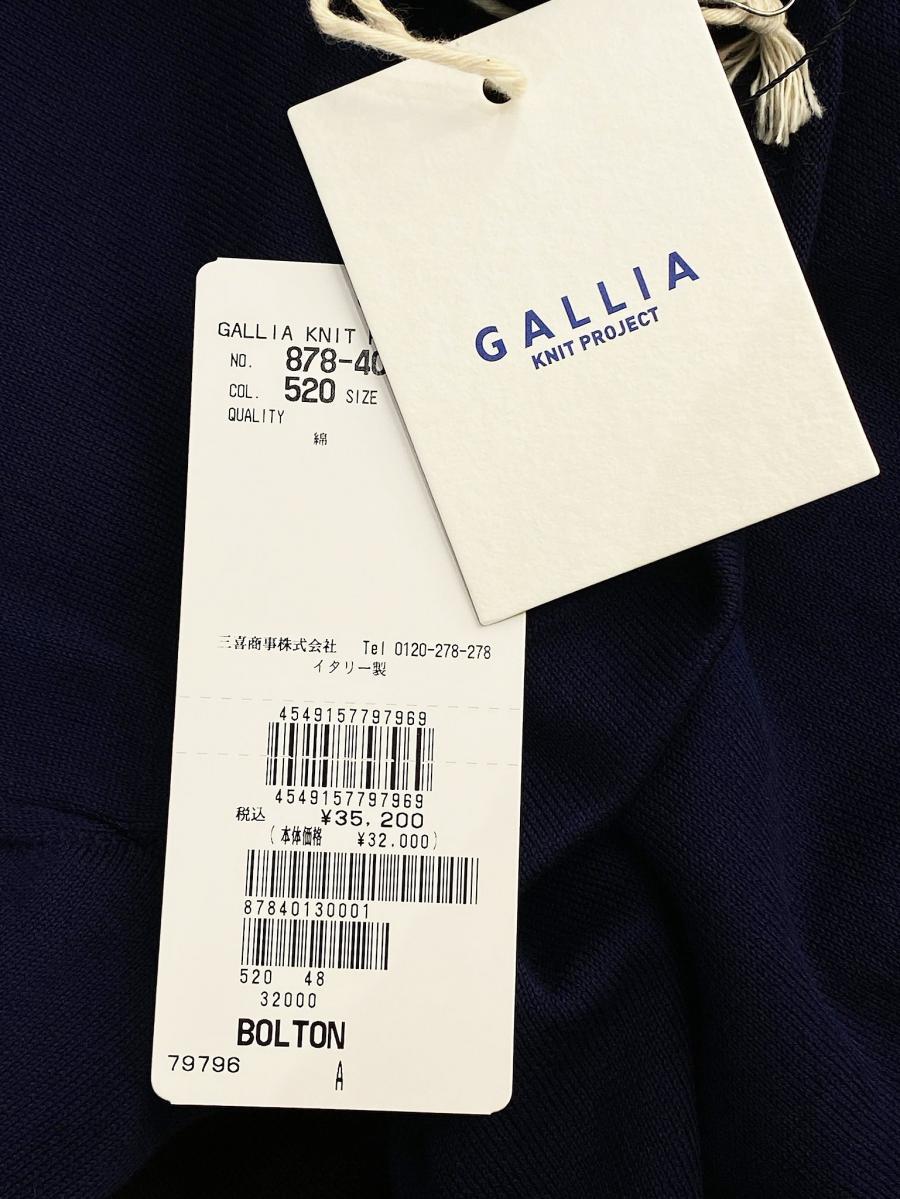 GALLIA
KNIT PROJECT
GALLIA KNIT
NO. 878-40
COL. 520 SIZE
QUALITY
綿
三喜商事株式会社 Tel 0120-278-278
イタリー製
4549157797969
4549157797969
税込 ¥35,200
(本体価格 ¥32,000)
87840130001
520 48
32000
BOLTON
79796 A